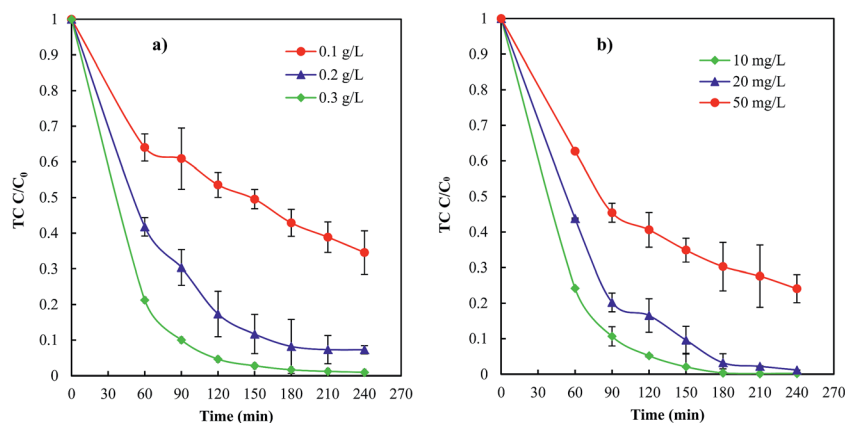 a)
0.1 g/L
0.2 g/L
0.3 g/L
1
0.9
0.8
0.7
0.6
0.5
0.4
0.3
0.2
0.1
0
TC C/C₀
0 30 60 90 120 150 180 210 240 270
Time (min)
b)
10 mg/L
20 mg/L
50 mg/L
1
0.9
0.8
0.7
0.6
0.5
0.4
0.3
0.2
0.1
0
TC C/C₀
0 30 60 90 120 150 180 210 240 270
Time (min)